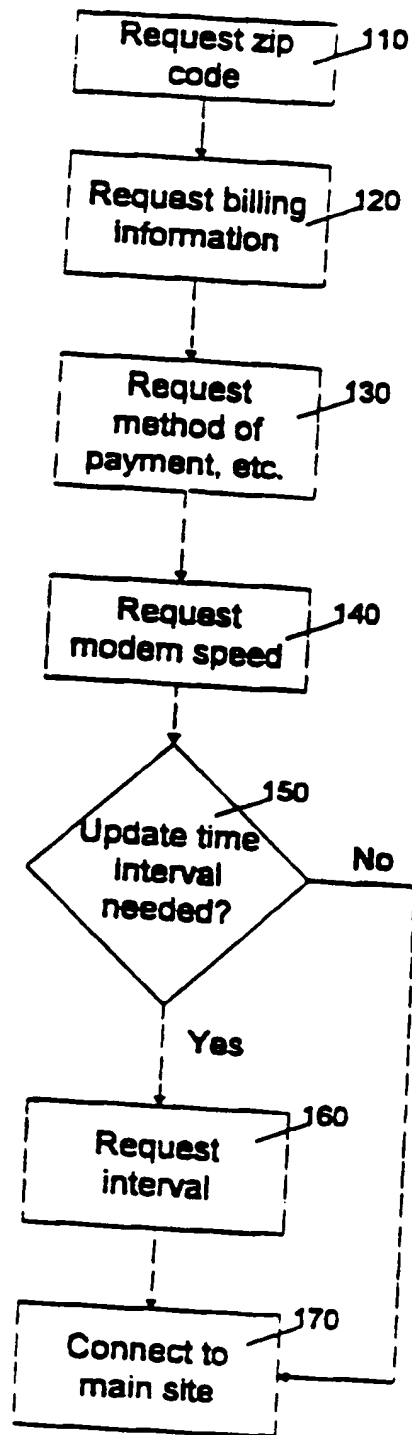 Request zip
code
110
Request billing
information
120
Request
method of
payment, etc.
130
Request
modem speed
140
150
Update time
interval
needed?
No
Yes
Request
interval
160
170
Connect to
main site